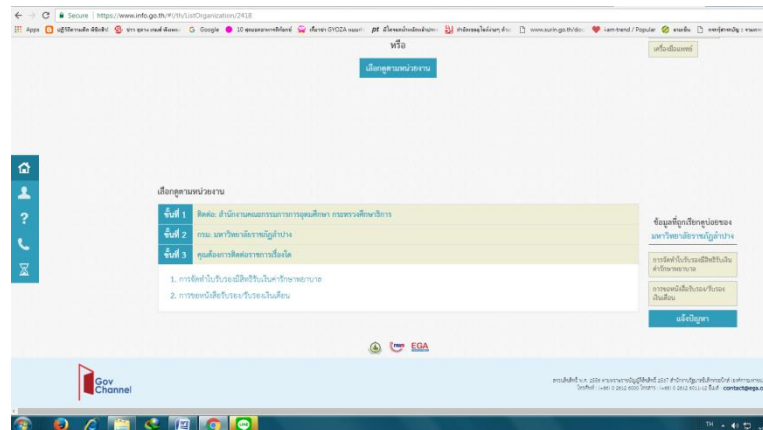 Secure | https://www.info.go.th/#!/th/ListOrganization/2418
Apps
Google
www.surin.go.th/doc
i am-trend / Popular
หรือ
เลือกดูตามหน่วยงาน
เครื่องมือแพทย์
เลือกดูตามหน่วยงาน
ขั้นที่ 1 ติดต่อ: สำนักงานคณะกรรมการการอุดมศึกษา กระทรวงศึกษาธิการ
ขั้นที่ 2 กรม: มหาวิทยาลัยราชภัฏลำปาง
ขั้นที่ 3 คุณต้องการติดต่อราชการเรื่องใด
1. การจัดทำใบรับรองมีสิทธิรับเงินค่ารักษาพยาบาล
2. การขอหนังสือรับรอง/รับรองเงินเดือน
ข้อมูลที่ถูกเรียกดูบ่อยของ
มหาวิทยาลัยราชภัฏลำปาง
การจัดทำใบรับรองมีสิทธิรับเงิน
ค่ารักษาพยาบาล
การขอหนังสือรับรอง/รับรอง
เงินเดือน
แจ้งปัญหา
EGA
Gov
Channel
TH